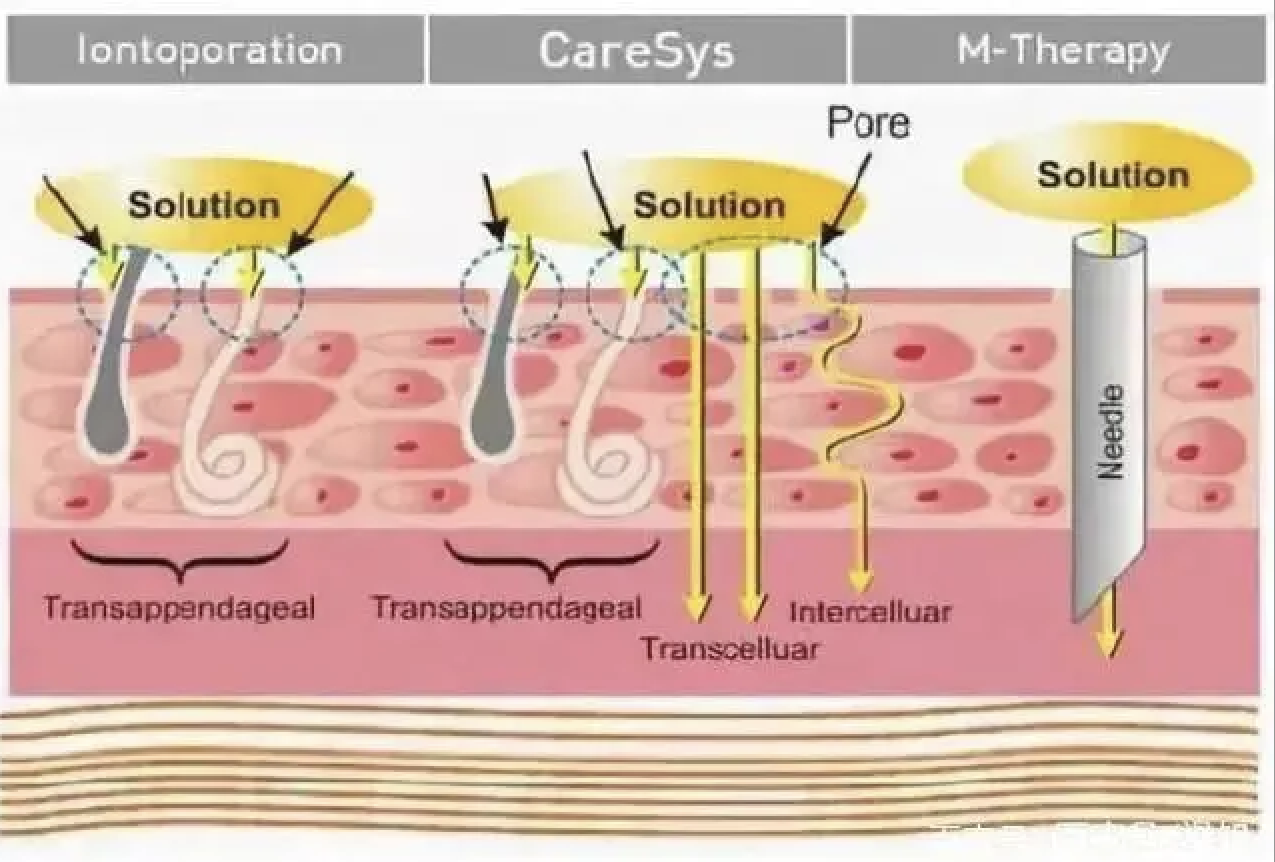 Iontoporation
CareSys
M-Therapy
Pore
Solution
Solution
Solution
Needle
Transappendageal
Transappendageal
Intercelluar
Transcelluar